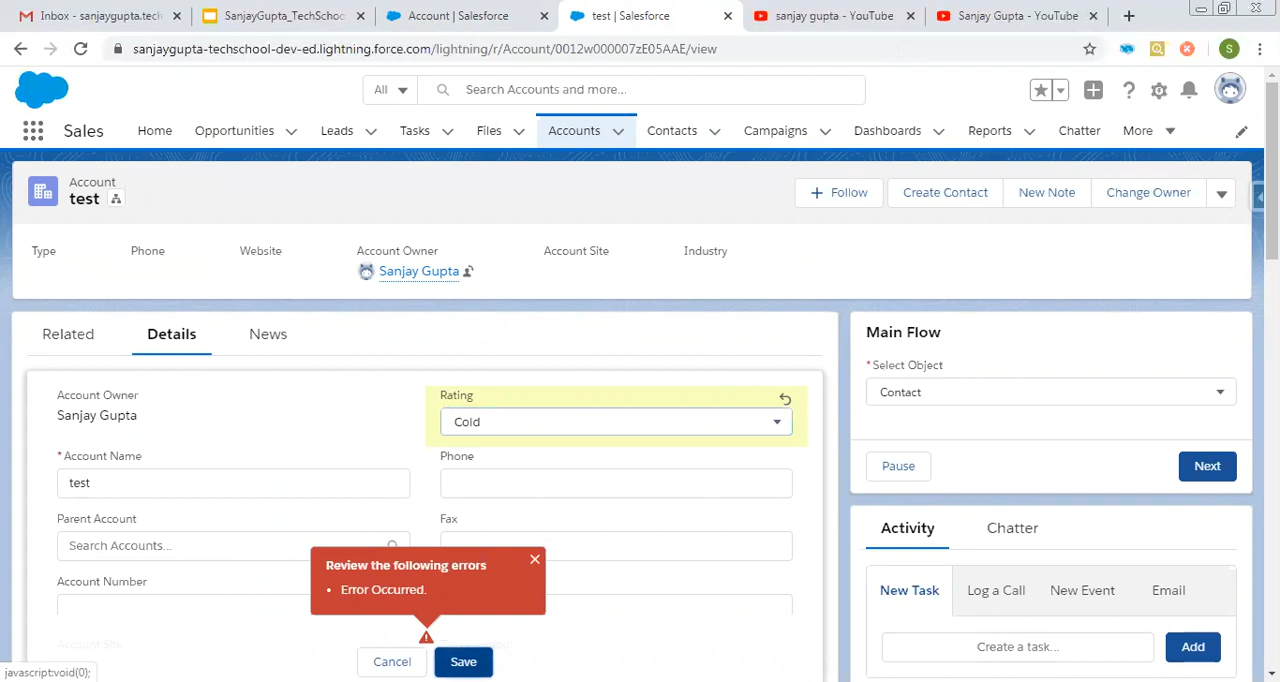 Inbox - sanjaygupta.tech
SanjayGupta_TechSchool
Account | Salesforce
test | Salesforce
sanjay gupta - YouTube
Sanjay Gupta - YouTube
sanjaygupta-techschool-dev-ed.lightning.force.com/lightning/r/Account/0012w000007zE05AAE/view
S
All
Search Accounts and more...
Sales
Home
Opportunities
Leads
Tasks
Files
Accounts
Contacts
Campaigns
Dashboards
Reports
Chatter
More
Account
test
Follow
Create Contact
New Note
Change Owner
Type
Phone
Website
Account Owner
Account Site
Industry
Sanjay Gupta
Related
Details
News
Account Owner
Sanjay Gupta
Rating
Cold
* Account Name
test
Phone
Parent Account
Search Accounts...
Fax
Account Number
Account Site
Review the following errors
• Error Occurred.
Cancel
Save
Main Flow
* Select Object
Contact
Pause
Next
Activity
Chatter
New Task
Log a Call
New Event
Email
Create a task...
Add
javascript:void(0);